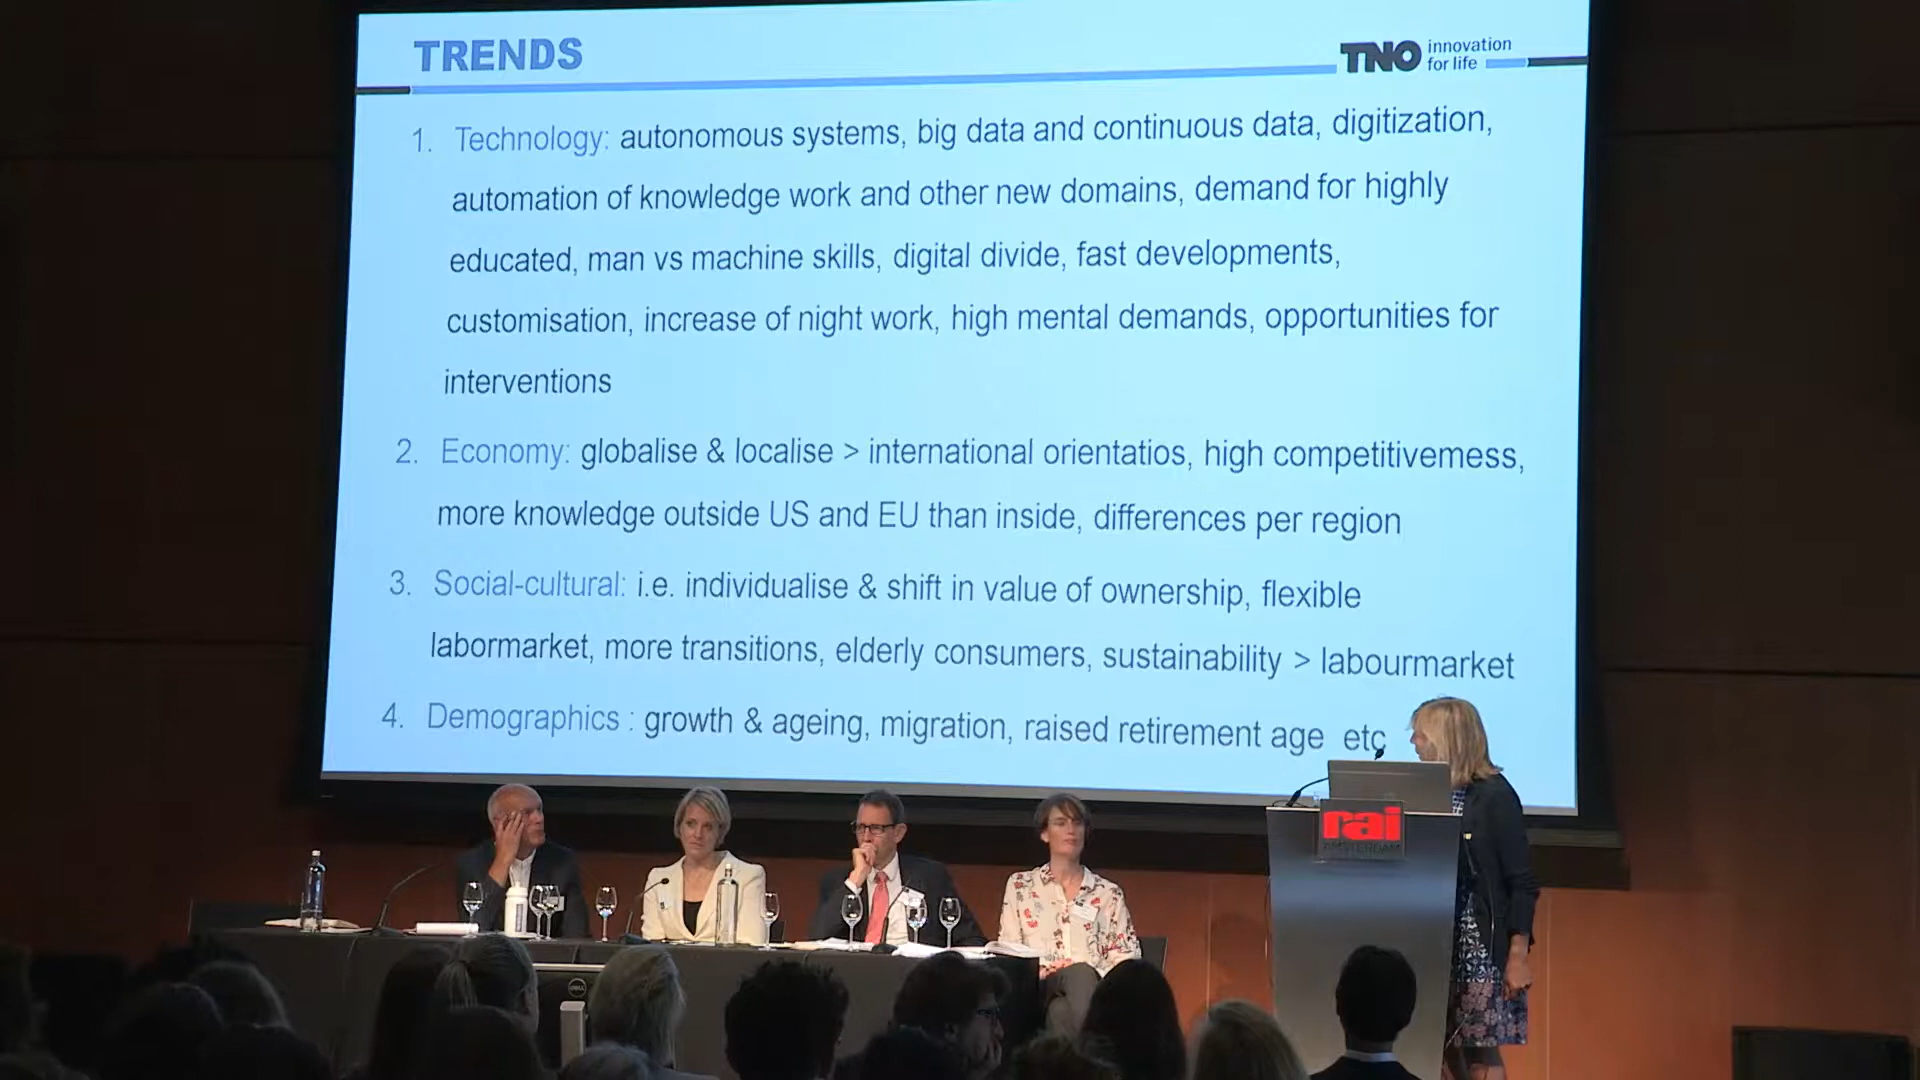 TRENDS
TNO innovation
for life
1. Technology: autonomous systems, big data and continuous data, digitization,
automation of knowledge work and other new domains, demand for highly
educated, man vs machine skills, digital divide, fast developments,
customisation, increase of night work, high mental demands, opportunities for
interventions
2. Economy: globalise & localise > international orientatios, high competitivemess,
more knowledge outside US and EU than inside, differences per region
3. Social-cultural: i.e. individualise & shift in value of ownership, flexible
labormarket, more transitions, elderly consumers, sustainability > labourmarket
4. Demographics : growth & ageing, migration, raised retirement age etc
rai
AMSTERDAM
DELL